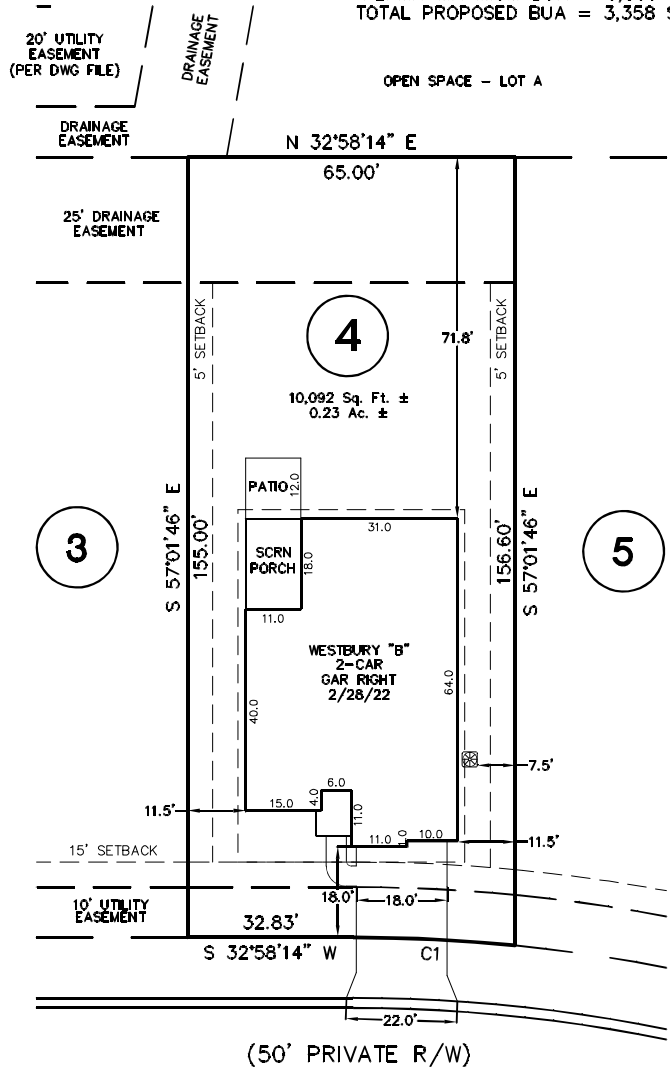 TOTAL PROPOSED BUA = 3,358
20' UTILITY
EASEMENT
(PER DWG FILE)
DRAINAGE
EASEMENT
OPEN SPACE - LOT A
DRAINAGE
EASEMENT
N 32°58'14" E
65.00'
25' DRAINAGE
EASEMENT
5' SETBACK
5' SETBACK
4
71.8'
10,092 Sq. Ft. ±
0.23 Ac. ±
PATIO
12.0
3
S 57°01'46" E
155.00'
31.0
SCRN
PORCH
18.0
11.0
156.60'
S 57°01'46" E
5
WESTBURY "B"
2-CAR
GAR RIGHT
2/28/22
40.0
64.0
7.5'
6.0
4.0
15.0
11.0
11.5'
11.0
1.0
10.0
11.5'
15' SETBACK
18.0'
18.0'
10' UTILITY
EASEMENT
32.83'
S 32°58'14" W
C1
22.0'
(50' PRIVATE R/W)